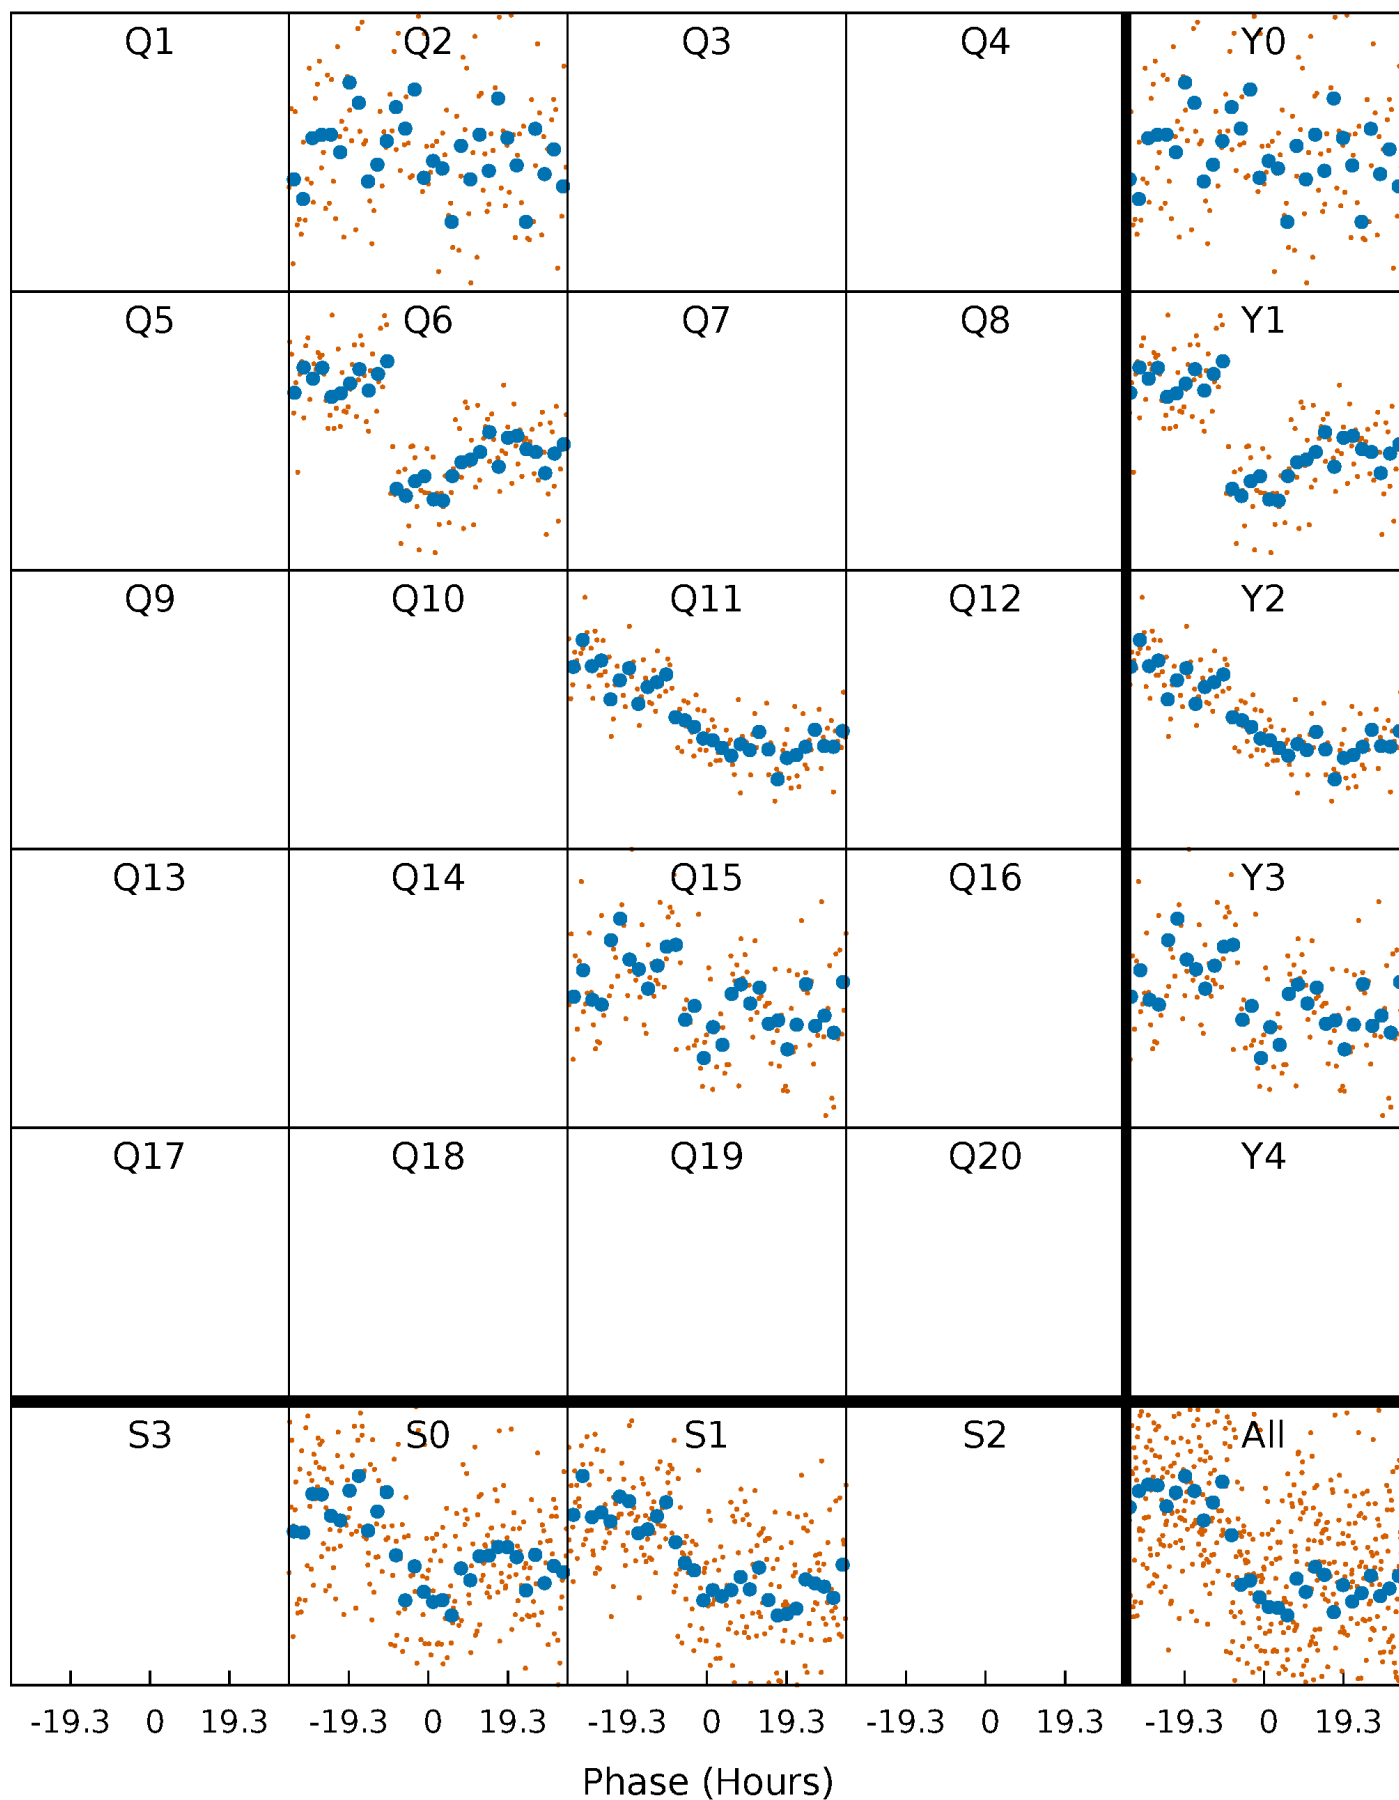 Q1 Q2 Q3 Q4 Y0
Q5 Q6 Q7 Q8 Y1
Q9 Q10 Q11 Q12 Y2
Q13 Q14 Q15 Q16 Y3
Q17 Q18 Q19 Q20 Y4
S3 S0 S1 S2 All
-19.3 0 19.3 -19.3 0 19.3 -19.3 0 19.3 -19.3 0 19.3 -19.3 0 19.3
Phase (Hours)